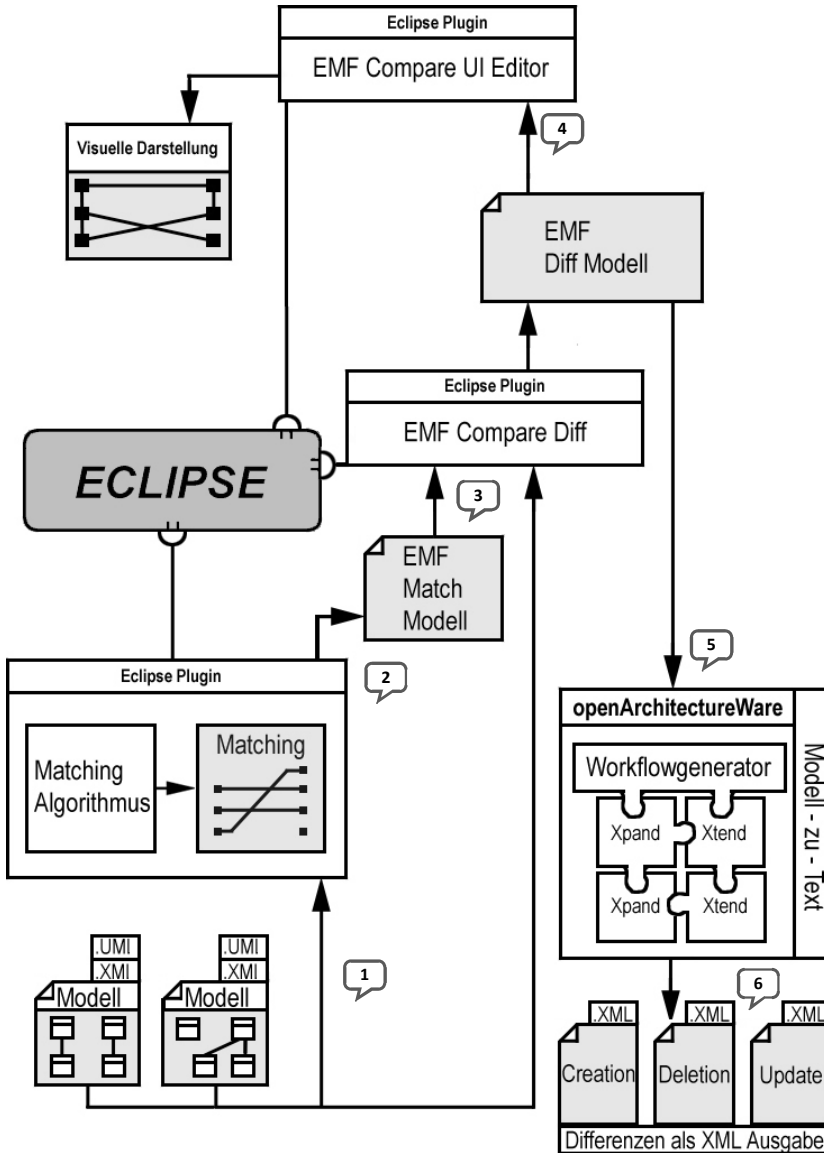 Eclipse Plugin
EMF Compare UI Editor
4
Visuelle Darstellung
EMF
Diff Modell
Eclipse Plugin
EMF Compare Diff
ECLIPSE
3
EMF
Match
Modell
5
Eclipse Plugin
2
Matching
Algorithmus
Matching
openArchitectureWare
Workflowgenerator
Xpand
Xtend
Xpand
Xtend
Modell - zu - Text
.UMI
.XMI
Modell
.UMI
.XMI
Modell
1
6
.XML
Creation
.XML
Deletion
.XML
Update
Differenzen als XML Ausgabe